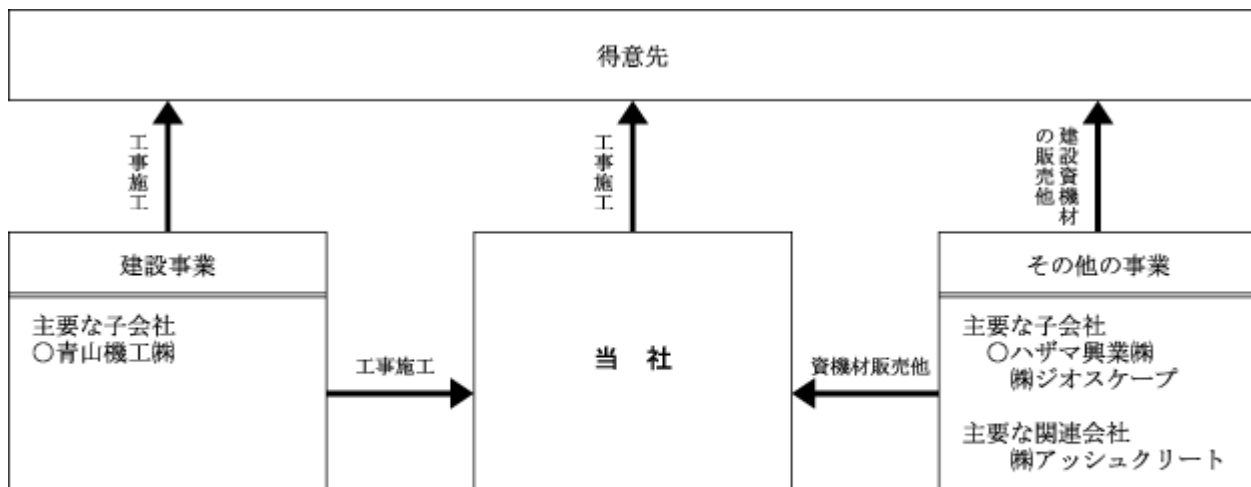 得意先
工事施工
工事施工
建設資機材
の販売他
建設事業
主要な子会社
○青山機工㈱
工事施工
当 社
資機材販売他
その他の事業
主要な子会社
○ハザマ興業㈱
㈱ジオスケープ
主要な関連会社
㈱アッシュクリート